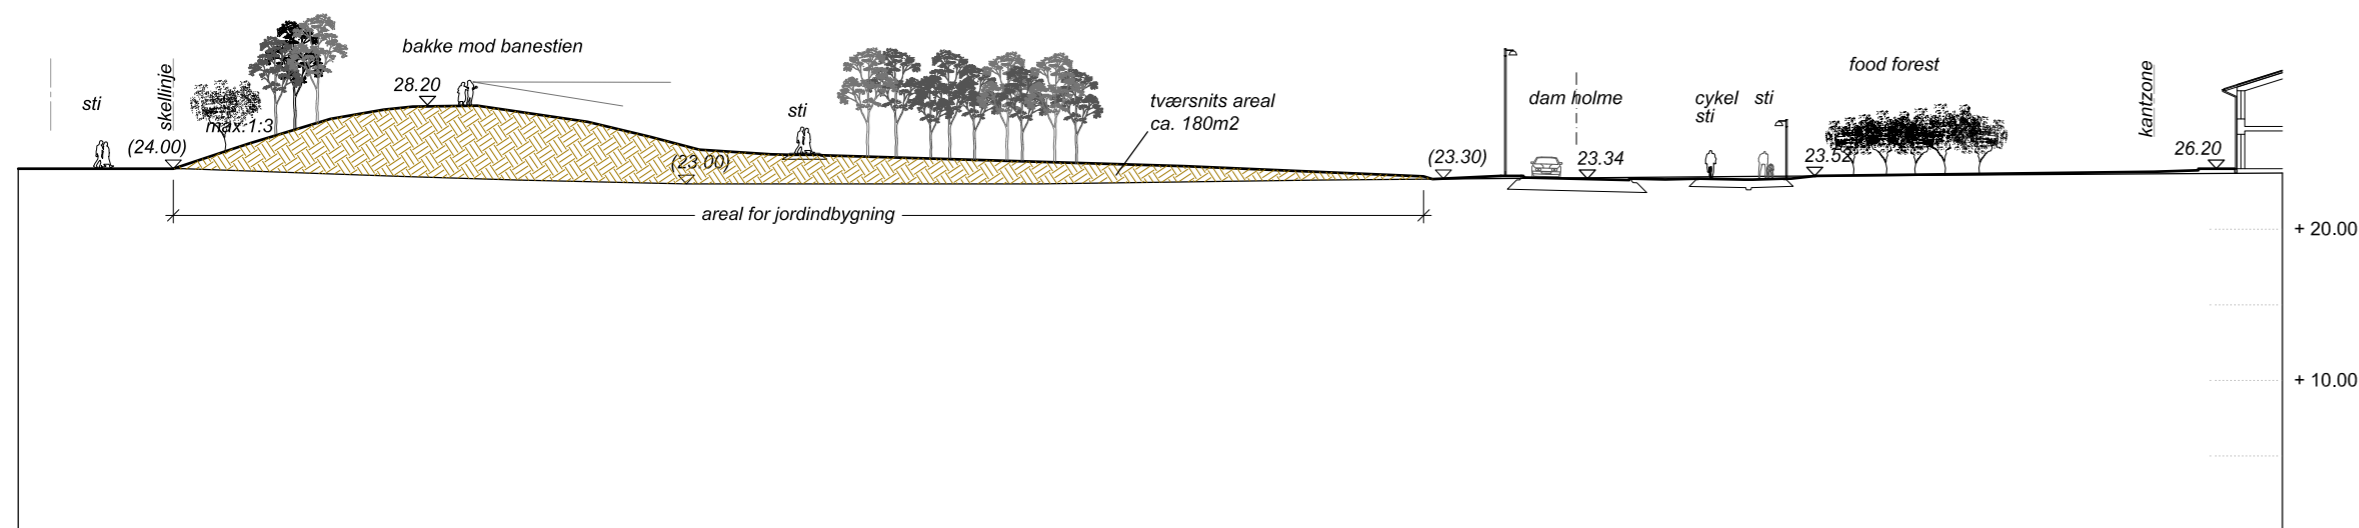 bakke mod banestien
28.20
sti
skellinje
max.1:3
(24.00)
sti
tværsnits areal
ca. 180m2
(23.00)
areal for jordindbygning
(23.30)
dam holme
23.34
cykel sti
sti
23.52
food forest
kantzone
26.20
+ 20.00
+ 10.00